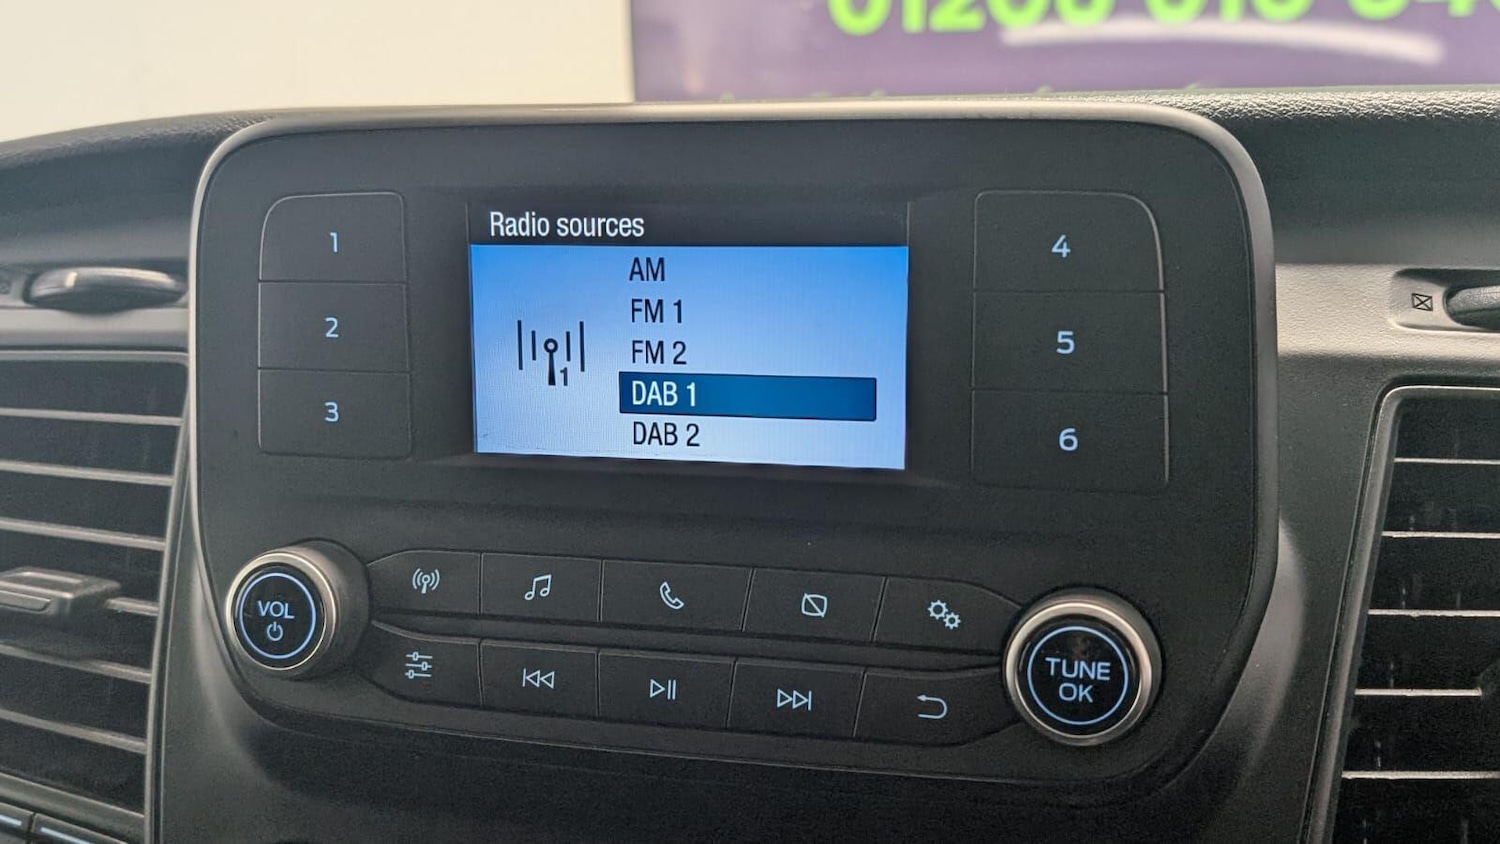 Radio sources
AM
FM 1
FM 2
DAB 1
DAB 2
1
1
2
3
4
5
6
VOL
TUNE
OK